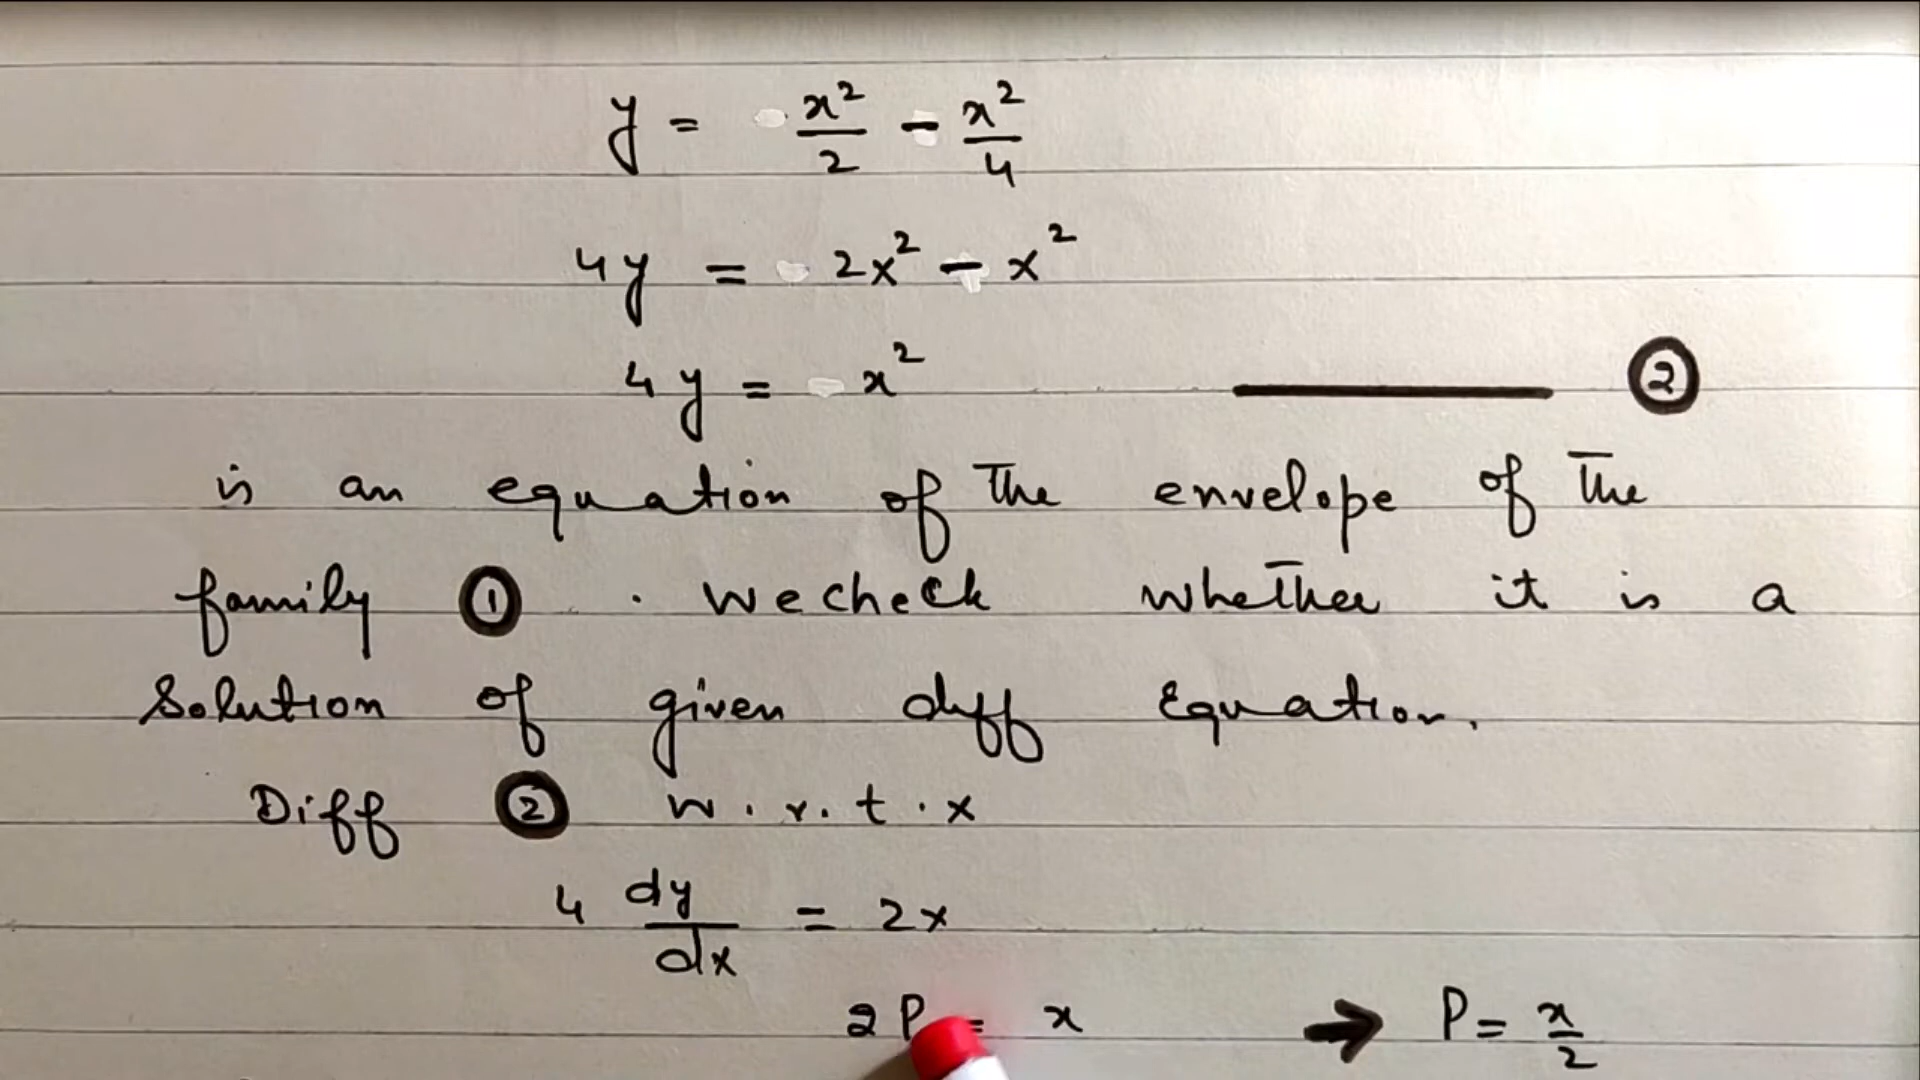 y = x²/2 - x²/4
4y = 2x² - x²
4y = x² ——— ②
is an equation of the envelope of the
family ① . we check whether it is a
Solution of given diff Equation.
Diff ② w.r.t.x
4 dy/dx = 2x
2P = x → P = x/2